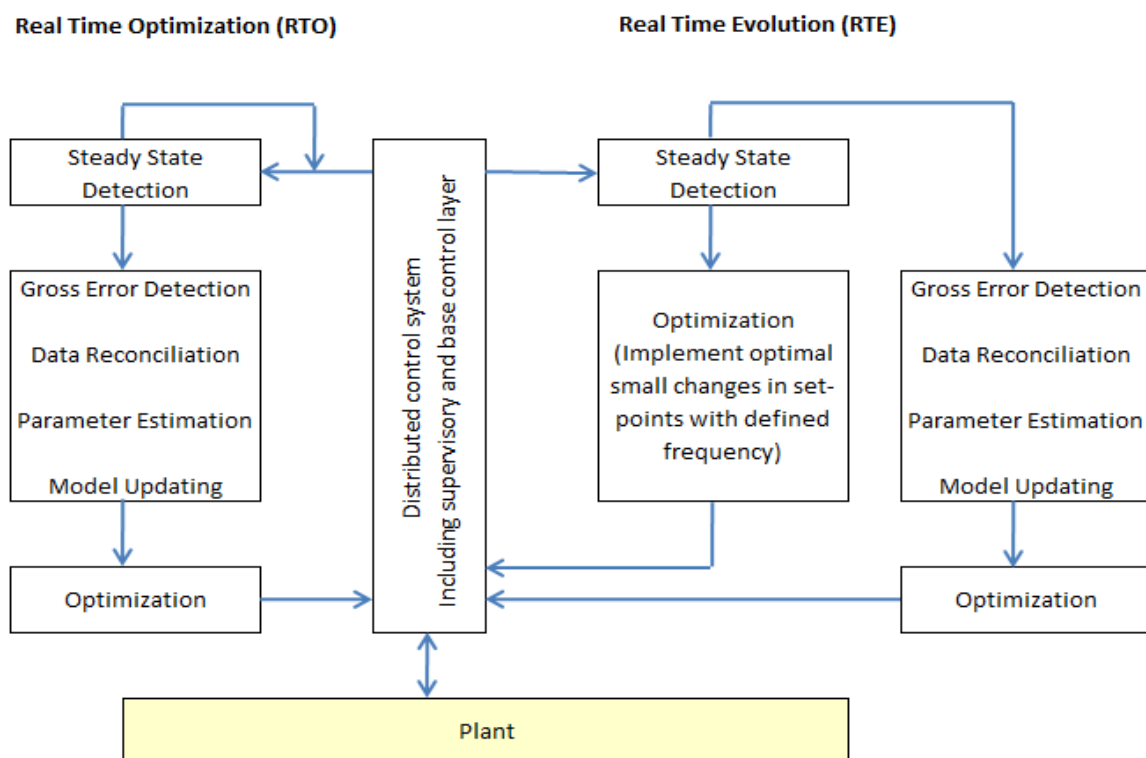 Real Time Optimization (RTO)
Real Time Evolution (RTE)
Steady State
Detection
Gross Error Detection
Data Reconciliation
Parameter Estimation
Model Updating
Optimization
Distributed control system
Including supervisory and base control layer
Steady State
Detection
Optimization
(Implement optimal
small changes in set-
points with defined
frequency)
Gross Error Detection
Data Reconciliation
Parameter Estimation
Model Updating
Optimization
Plant